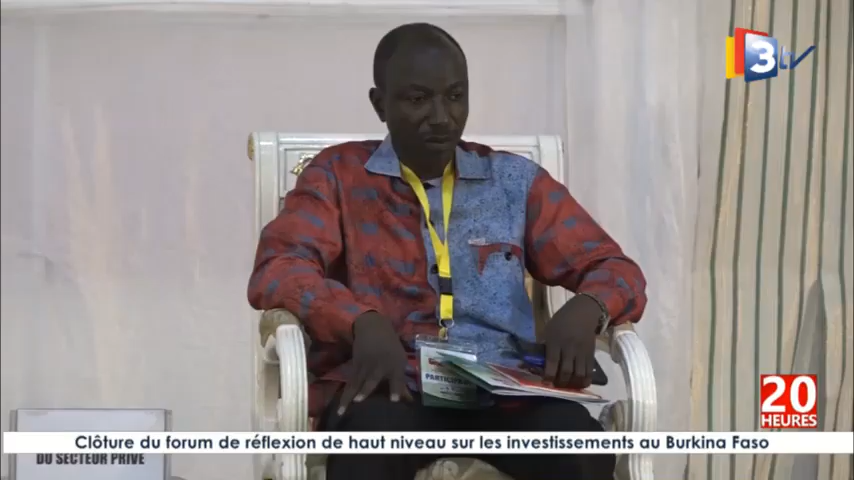 3tv
PARTICIPANT
20
HEURES
Clôture du forum de réflexion de haut niveau sur les investissements au Burkina Faso
DU SECTEUR PRIVE